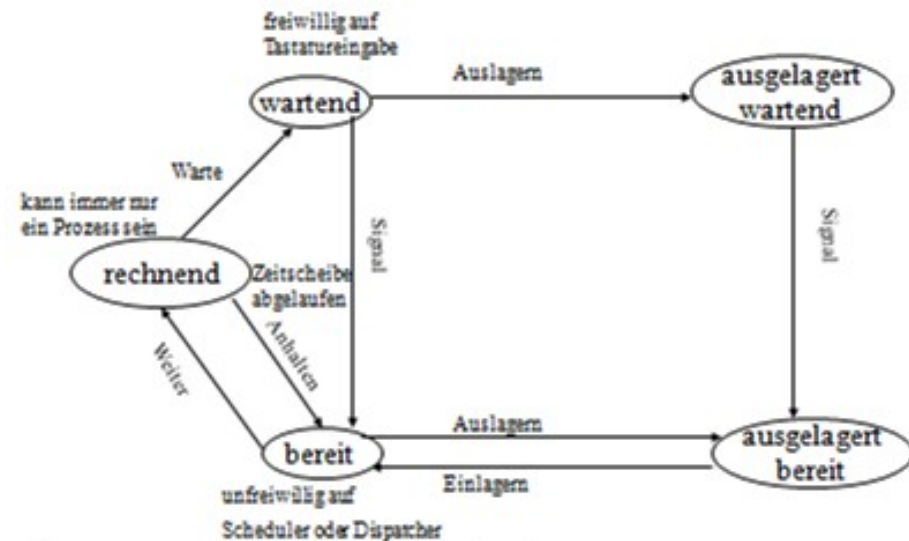 freiwillig auf
Tastatureingabe
wartend
Auslagern
ausgelagert
wartend
Warte
kann immer nur
ein Prozess sein
rechnend
Zeitscheibe
abgelaufen
Signal
Signal
Anhalten
Weiter
bereit
Auslagern
Einlagern
ausgelagert
bereit
unfreiwillig auf
Scheduler oder Dispatcher